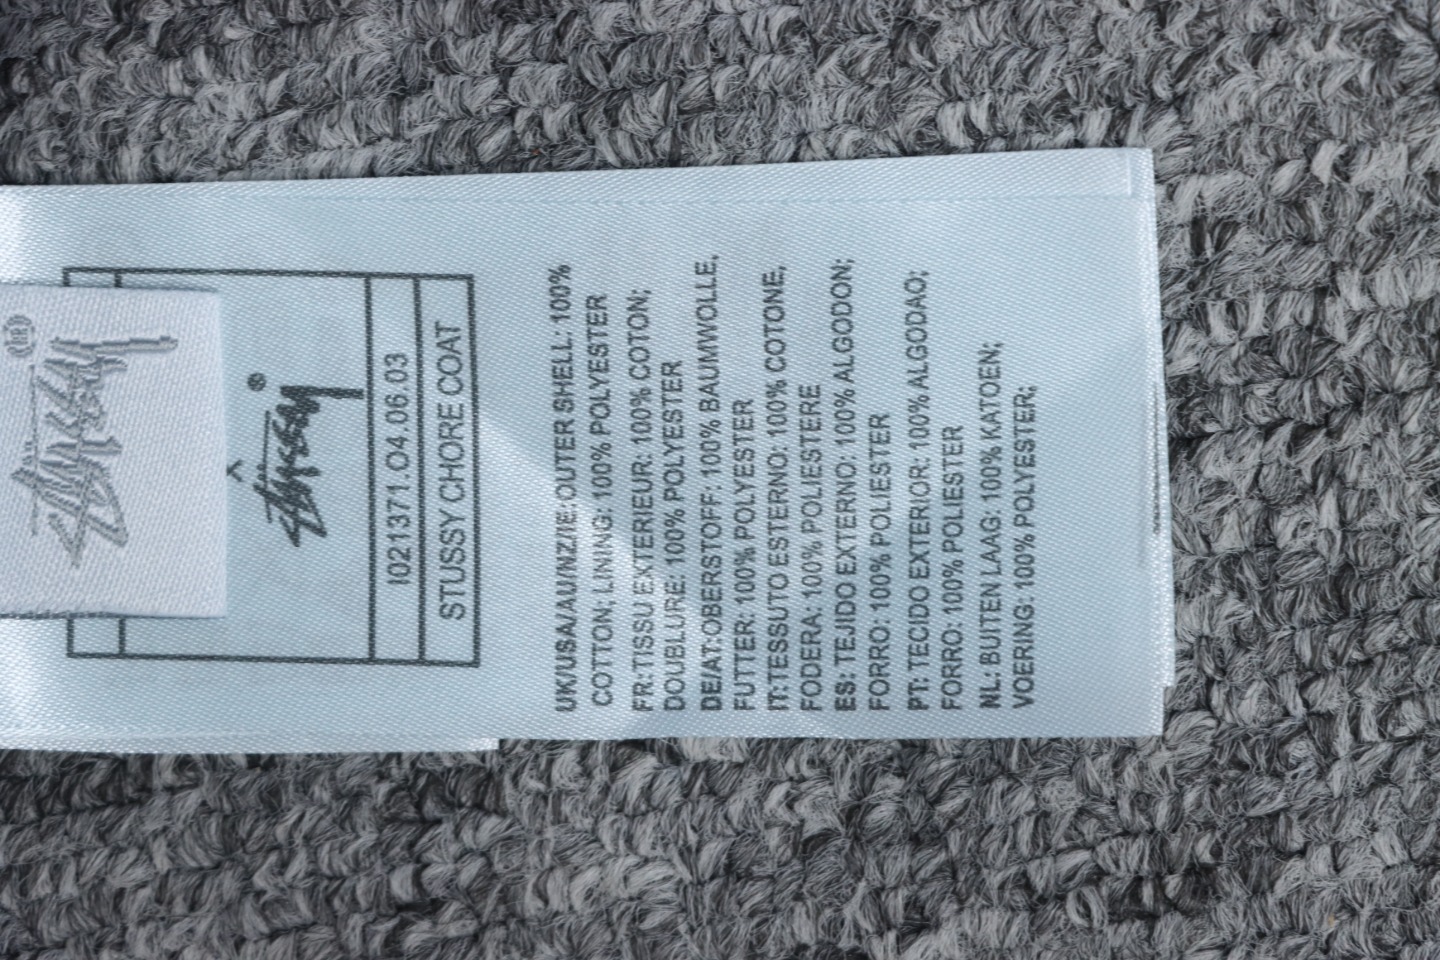 Stüssy
®
Stüssy
I021371.O4.06.03
STUSSY CHORE COAT
UK/USA/AU/NZ/IE:OUTER SHELL: 100%
COTTON; LINING: 100% POLYESTER
FR:TISSU EXTERIEUR: 100% COTON;
DOUBLURE: 100% POLYESTER
DE/AT:OBERSTOFF: 100% BAUMWOLLE,
FUTTER: 100% POLYESTER
IT:TESSUTO ESTERNO: 100% COTONE,
FODERA: 100% POLIESTERE
ES: TEJIDO EXTERNO: 100% ALGODON;
FORRO: 100% POLIESTER
PT: TECIDO EXTERIOR: 100% ALGODAO;
FORRO: 100% POLIESTER
NL: BUITEN LAAG: 100% KATOEN;
VOERING: 100% POLYESTER;